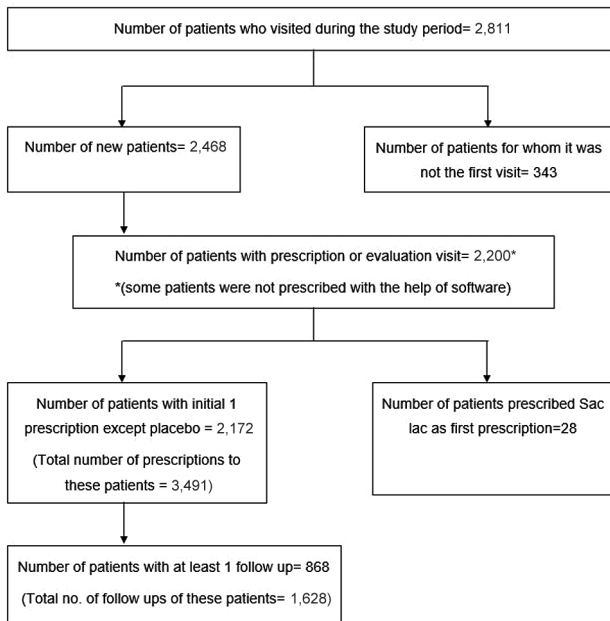 Number of patients who visited during the study period= 2,811
Number of new patients= 2,468
Number of patients for whom it was
not the first visit= 343
Number of patients with prescription or evaluation visit= 2,200*
*(some patients were not prescribed with the help of software)
Number of patients with initial 1
prescription except placebo = 2,172
(Total number of prescriptions to
these patients = 3,491)
Number of patients prescribed Sac
lac as first prescription=28
Number of patients with at least 1 follow up= 868
(Total no. of follow ups of these patients= 1,628)